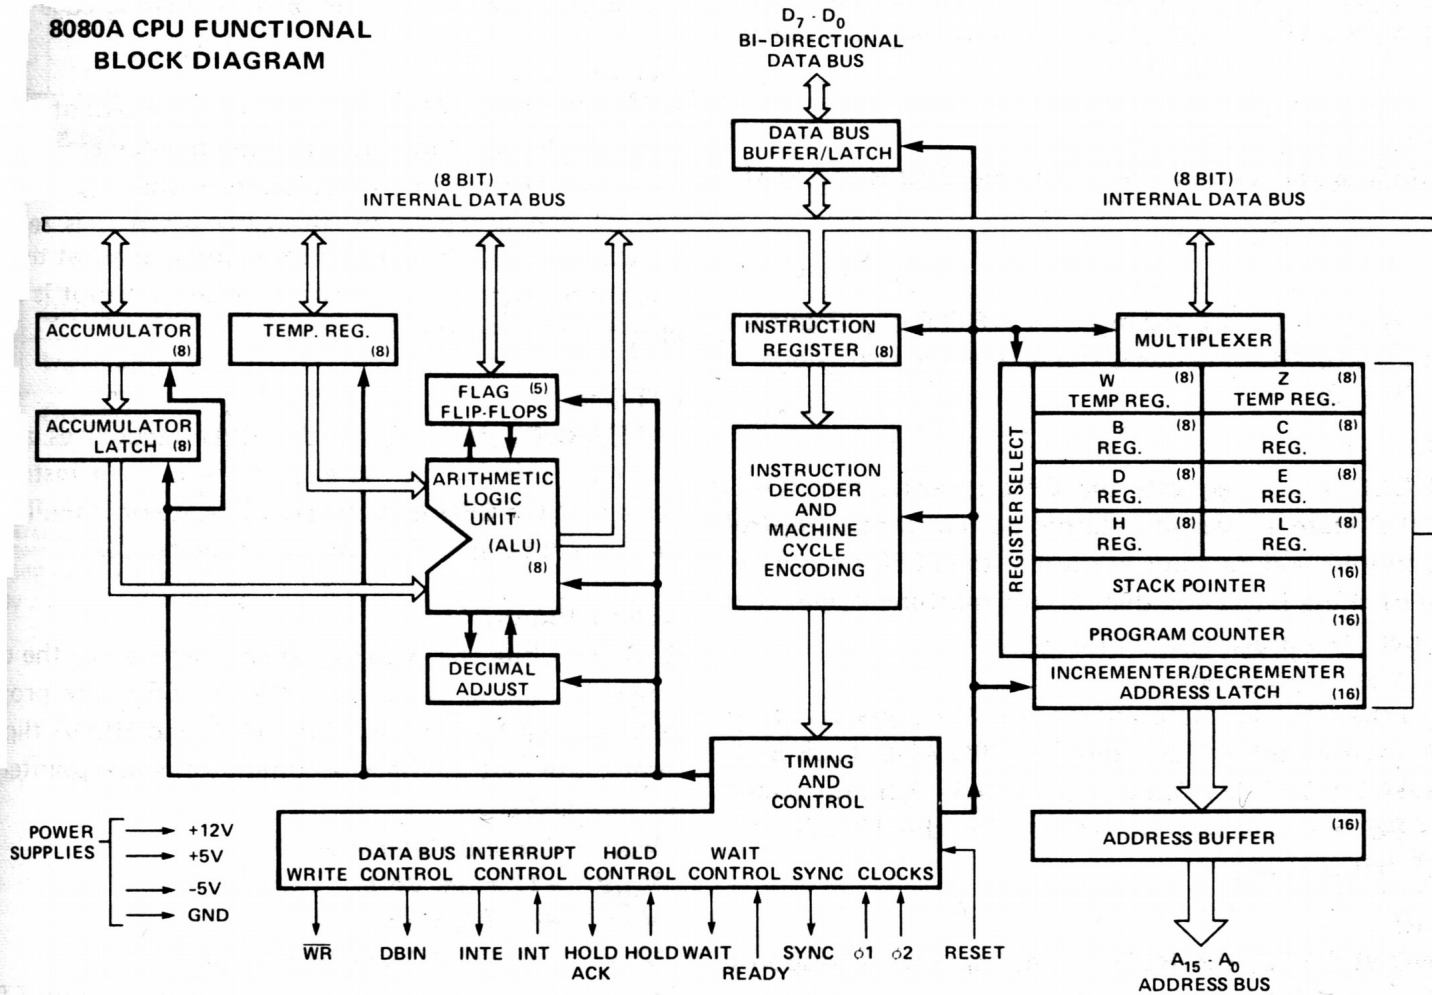 8080A CPU FUNCTIONAL
BLOCK DIAGRAM
D7 - D0
BI-DIRECTIONAL
DATA BUS
DATA BUS
BUFFER/LATCH
(8 BIT)
INTERNAL DATA BUS
(8 BIT)
INTERNAL DATA BUS
ACCUMULATOR
(8)
TEMP. REG.
(8)
INSTRUCTION
REGISTER (8)
MULTIPLEXER
ACCUMULATOR
LATCH (8)
FLAG (5)
FLIP-FLOPS
ARITHMETIC
LOGIC
UNIT
(ALU)
(8)
DECIMAL
ADJUST
INSTRUCTION
DECODER
AND
MACHINE
CYCLE
ENCODING
REGISTER SELECT
W (8)
TEMP REG.
Z (8)
TEMP REG.
B (8)
REG.
C (8)
REG.
D (8)
REG.
E (8)
REG.
H (8)
REG.
L (8)
REG.
STACK POINTER (16)
PROGRAM COUNTER (16)
INCREMENTER/DECREMENTER
ADDRESS LATCH (16)
TIMING
AND
CONTROL
WRITE
DATA BUS
CONTROL
INTERRUPT
CONTROL
HOLD
CONTROL
WAIT
CONTROL
SYNC
CLOCKS
ADDRESS BUFFER (16)
POWER
SUPPLIES
+12V
+5V
-5V
GND
W̅R̅
DBIN
INTE
INT
HOLD
ACK
HOLD
WAIT
READY
SYNC
φ1
φ2
RESET
A15 - A0
ADDRESS BUS